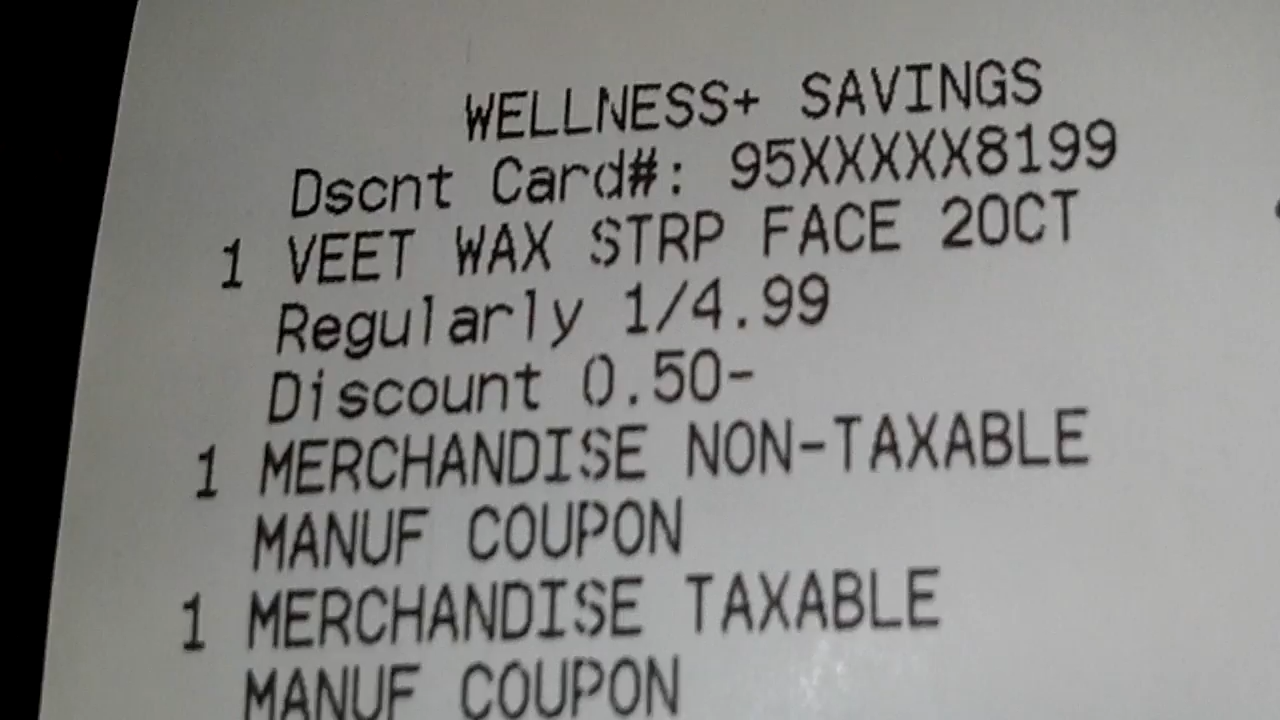 WELLNESS+ SAVINGS
Dscnt Card#: 95XXXXX8199
1 VEET WAX STRP FACE 20CT
Regularly 1/4.99
Discount 0.50-
1 MERCHANDISE NON-TAXABLE
MANUF COUPON
1 MERCHANDISE TAXABLE
MANUF COUPON